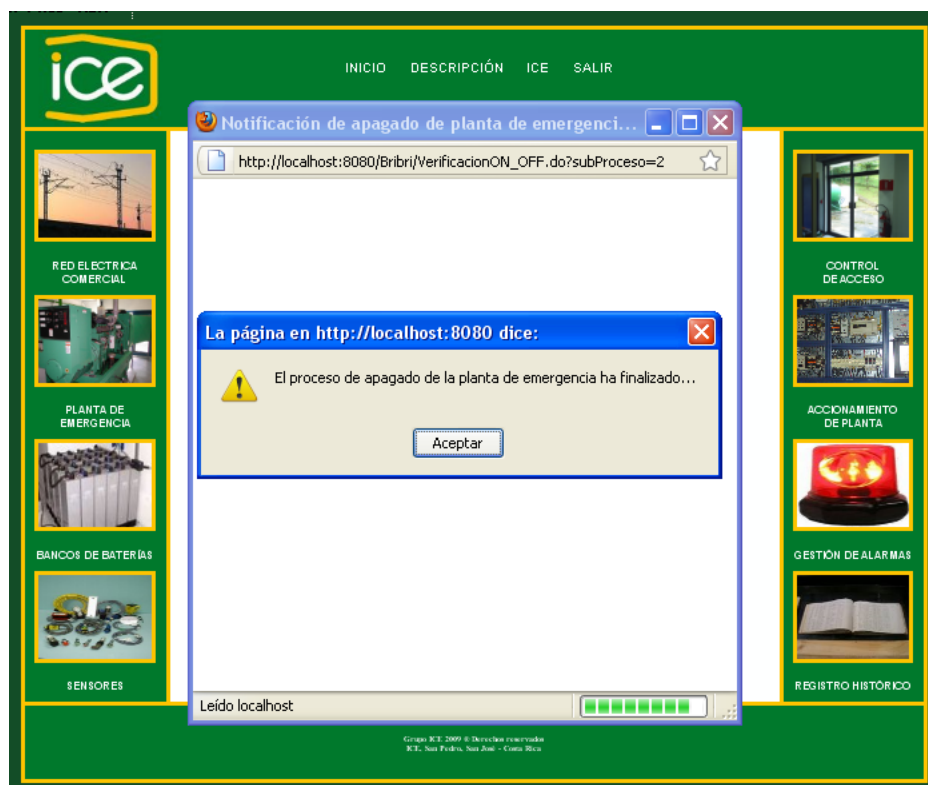 ice
INICIO DESCRIPCIÓN ICE SALIR
Notificación de apagado de planta de emergenci...
http://localhost:8080/Bribri/VerificacionON_OFF.do?subProceso=2
RED ELECTRICA
COMERCIAL
PLANTA DE
EMERGENCIA
BANCOS DE BATERÍAS
SENSORES
La página en http://localhost:8080 dice:
El proceso de apagado de la planta de emergencia ha finalizado...
Aceptar
CONTROL
DE ACCESO
ACCIONAMIENTO
DE PLANTA
GESTIÓN DE ALARMAS
REGISTRO HISTÓRICO
Leído localhost
Grupo ICE 2009 © Derechos reservados
ICE, San Pedro, San José - Costa Rica